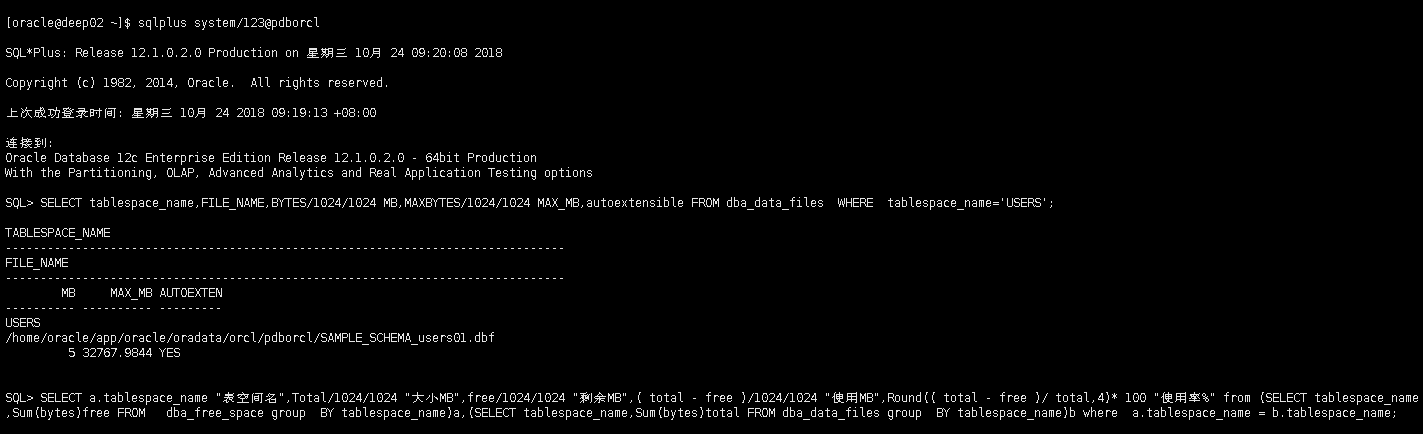 [oracle@deep02 ~]$ sqlplus system/123@pdborcl
SQL*Plus: Release 12.1.0.2.0 Production on 星期三 10月 24 09:20:08 2018
Copyright (c) 1982, 2014, Oracle.  All rights reserved.
上次成功登录时间: 星期三 10月 24 2018 09:19:13 +08:00
连接到:
Oracle Database 12c Enterprise Edition Release 12.1.0.2.0 - 64bit Production
With the Partitioning, OLAP, Advanced Analytics and Real Application Testing options
SQL> SELECT tablespace_name,FILE_NAME,BYTES/1024/1024 MB,MAXBYTES/1024/1024 MAX_MB,autoextensible FROM dba_data_files  WHERE  tablespace_name='USERS';
TABLESPACE_NAME
--------------------------------------------------------------------------------
FILE_NAME
--------------------------------------------------------------------------------
        MB     MAX_MB AUTOEXTEN
---------- ---------- ---------
USERS
/home/oracle/app/oracle/oradata/orcl/pdborcl/SAMPLE_SCHEMA_users01.dbf
         5 32767.9844 YES
SQL> SELECT a.tablespace_name "表空间名",Total/1024/1024 "大小MB",free/1024/1024 "剩余MB",( total - free )/1024/1024 "使用MB",Round(( total - free )/ total,4)* 100 "使用率%" from (SELECT tablespace_name
,Sum(bytes)free FROM   dba_free_space group  BY tablespace_name)a,(SELECT tablespace_name,Sum(bytes)total FROM dba_data_files group  BY tablespace_name)b where  a.tablespace_name = b.tablespace_name;